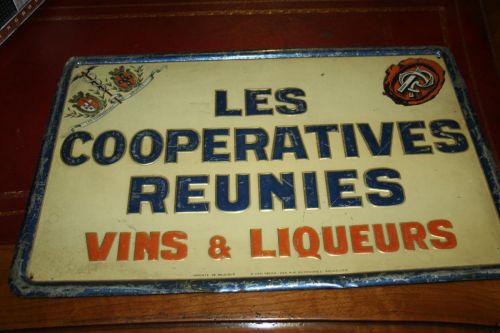 LES
COOPERATIVES
REUNIES
VINS & LIQUEURS